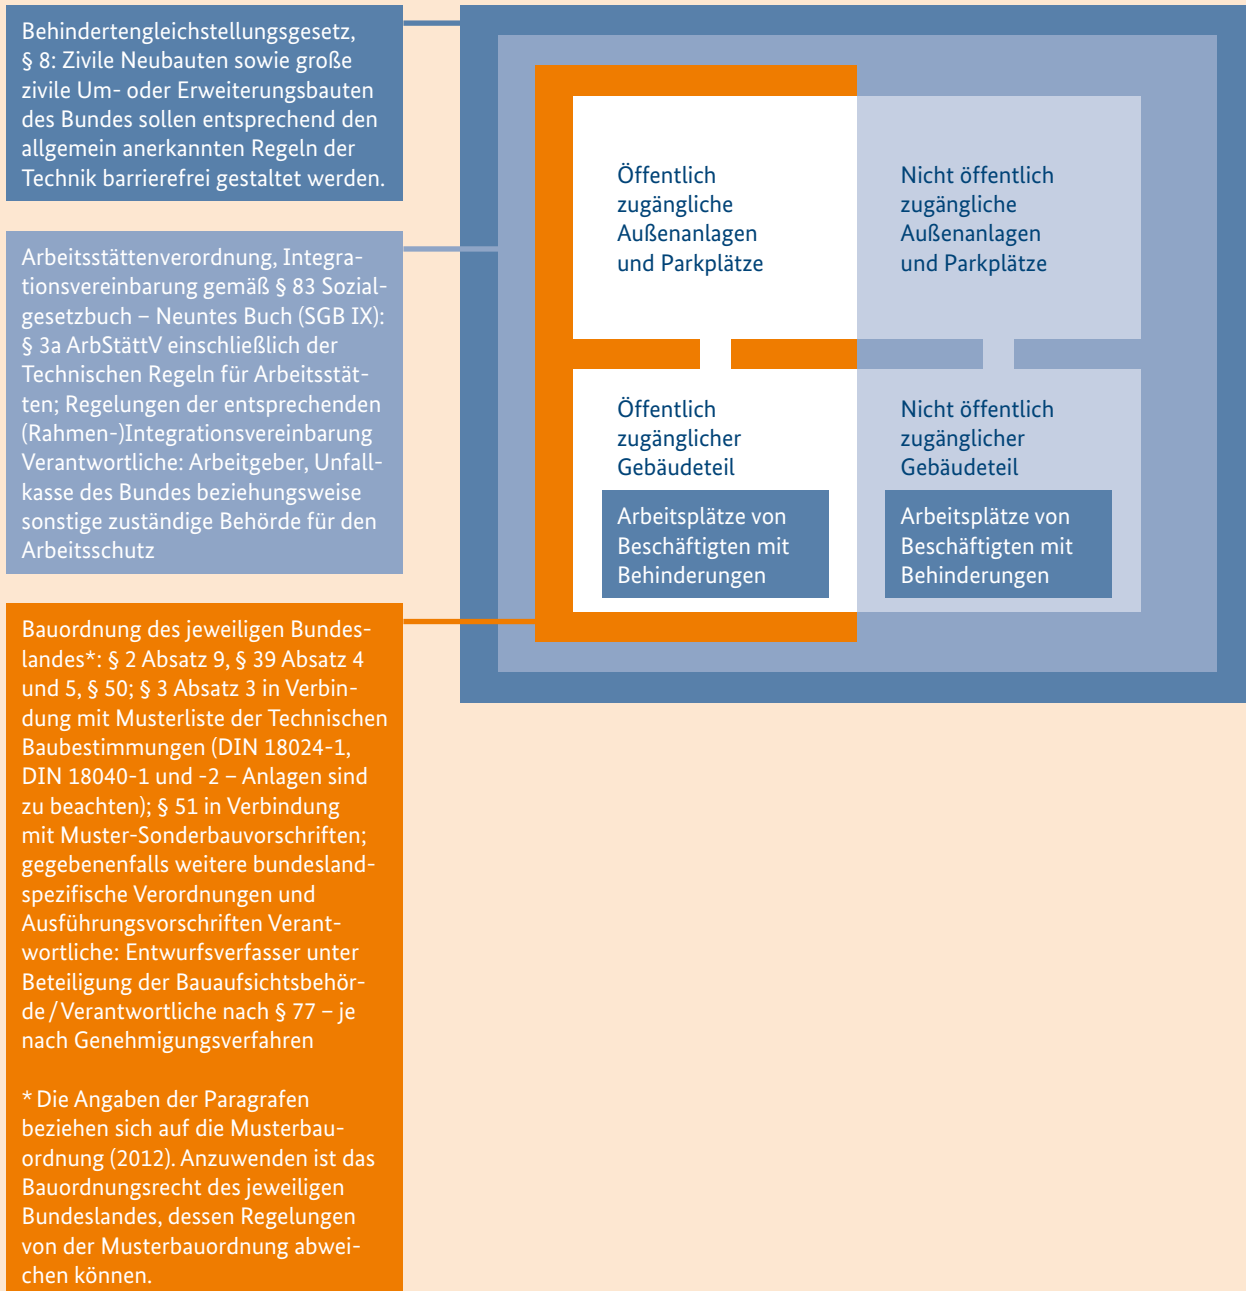 Behindertengleichstellungsgesetz,
§ 8: Zivile Neubauten sowie große
zivile Um- oder Erweiterungsbauten
des Bundes sollen entsprechend den
allgemein anerkannten Regeln der
Technik barrierefrei gestaltet werden.
Arbeitsstättenverordnung, Integra-
tionsvereinbarung gemäß § 83 Sozial-
gesetzbuch – Neuntes Buch (SGB IX):
§ 3a ArbStättV einschließlich der
Technischen Regeln für Arbeitsstät-
ten; Regelungen der entsprechenden
(Rahmen-)Integrationsvereinbarung
Verantwortliche: Arbeitgeber, Unfall-
kasse des Bundes beziehungsweise
sonstige zuständige Behörde für den
Arbeitsschutz
Bauordnung des jeweiligen Bundes-
landes*: § 2 Absatz 9, § 39 Absatz 4
und 5, § 50; § 3 Absatz 3 in Verbin-
dung mit Musterliste der Technischen
Baubestimmungen (DIN 18024-1,
DIN 18040-1 und -2 – Anlagen sind
zu beachten); § 51 in Verbindung
mit Muster-Sonderbauvorschriften;
gegebenenfalls weitere bundesland-
spezifische Verordnungen und
Ausführungsvorschriften Verant-
wortliche: Entwurfsverfasser unter
Beteiligung der Bauaufsichtsbehör-
de / Verantwortliche nach § 77 – je
nach Genehmigungsverfahren
* Die Angaben der Paragrafen
beziehen sich auf die Musterbau-
ordnung (2012). Anzuwenden ist das
Bauordnungsrecht des jeweiligen
Bundeslandes, dessen Regelungen
von der Musterbauordnung abwei-
chen können.
Öffentlich
zugängliche
Außenanlagen
und Parkplätze
Nicht öffentlich
zugängliche
Außenanlagen
und Parkplätze
Öffentlich
zugänglicher
Gebäudeteil
Arbeitsplätze von
Beschäftigten mit
Behinderungen
Nicht öffentlich
zugänglicher
Gebäudeteil
Arbeitsplätze von
Beschäftigten mit
Behinderungen